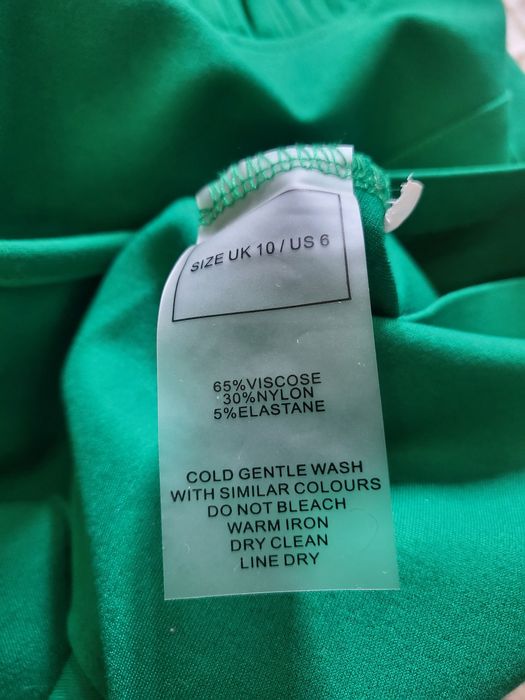 SIZE UK 10 / US 6
65%VISCOSE
30%NYLON
5%ELASTANE
COLD GENTLE WASH
WITH SIMILAR COLOURS
DO NOT BLEACH
WARM IRON
DRY CLEAN
LINE DRY